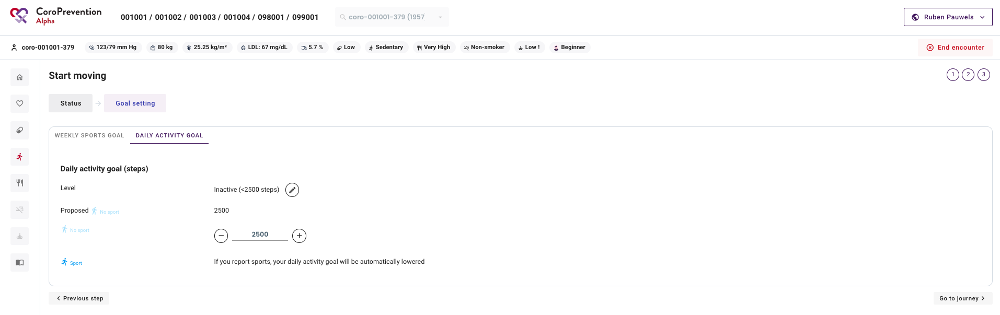 CoroPrevention
Alpha
001001 / 001002 / 001003 / 001004 / 098001 / 099001
coro-001001-379 (1957
Ruben Pauwels
coro-001001-379
123/79 mm Hg
80 kg
25.25 kg/m²
LDL: 67 mg/dL
5.7 %
Low
Sedentary
Very High
Non-smoker
Low !
Beginner
End encounter
Start moving
1 2 3
Status
Goal setting
WEEKLY SPORTS GOAL
DAILY ACTIVITY GOAL
Daily activity goal (steps)
Level
Inactive (<2500 steps)
Proposed No sport
2500
No sport
2500
Sport
If you report sports, your daily activity goal will be automatically lowered
Previous step
Go to journey